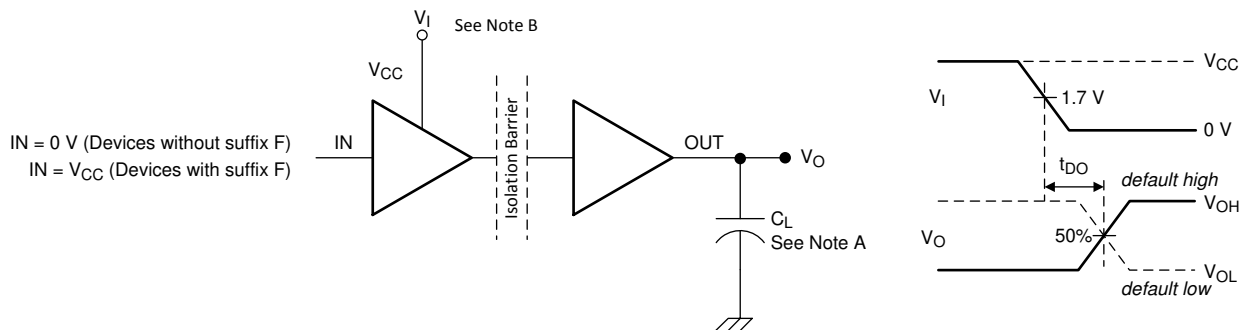 V_I See Note B
V_CC
IN = 0 V (Devices without suffix F)
IN = V_CC (Devices with suffix F)
IN
Isolation Barrier
OUT
V_O
C_L
See Note A
V_I
V_CC
1.7 V
0 V
t_DO
default high
V_OH
V_O
50%
V_OL
default low